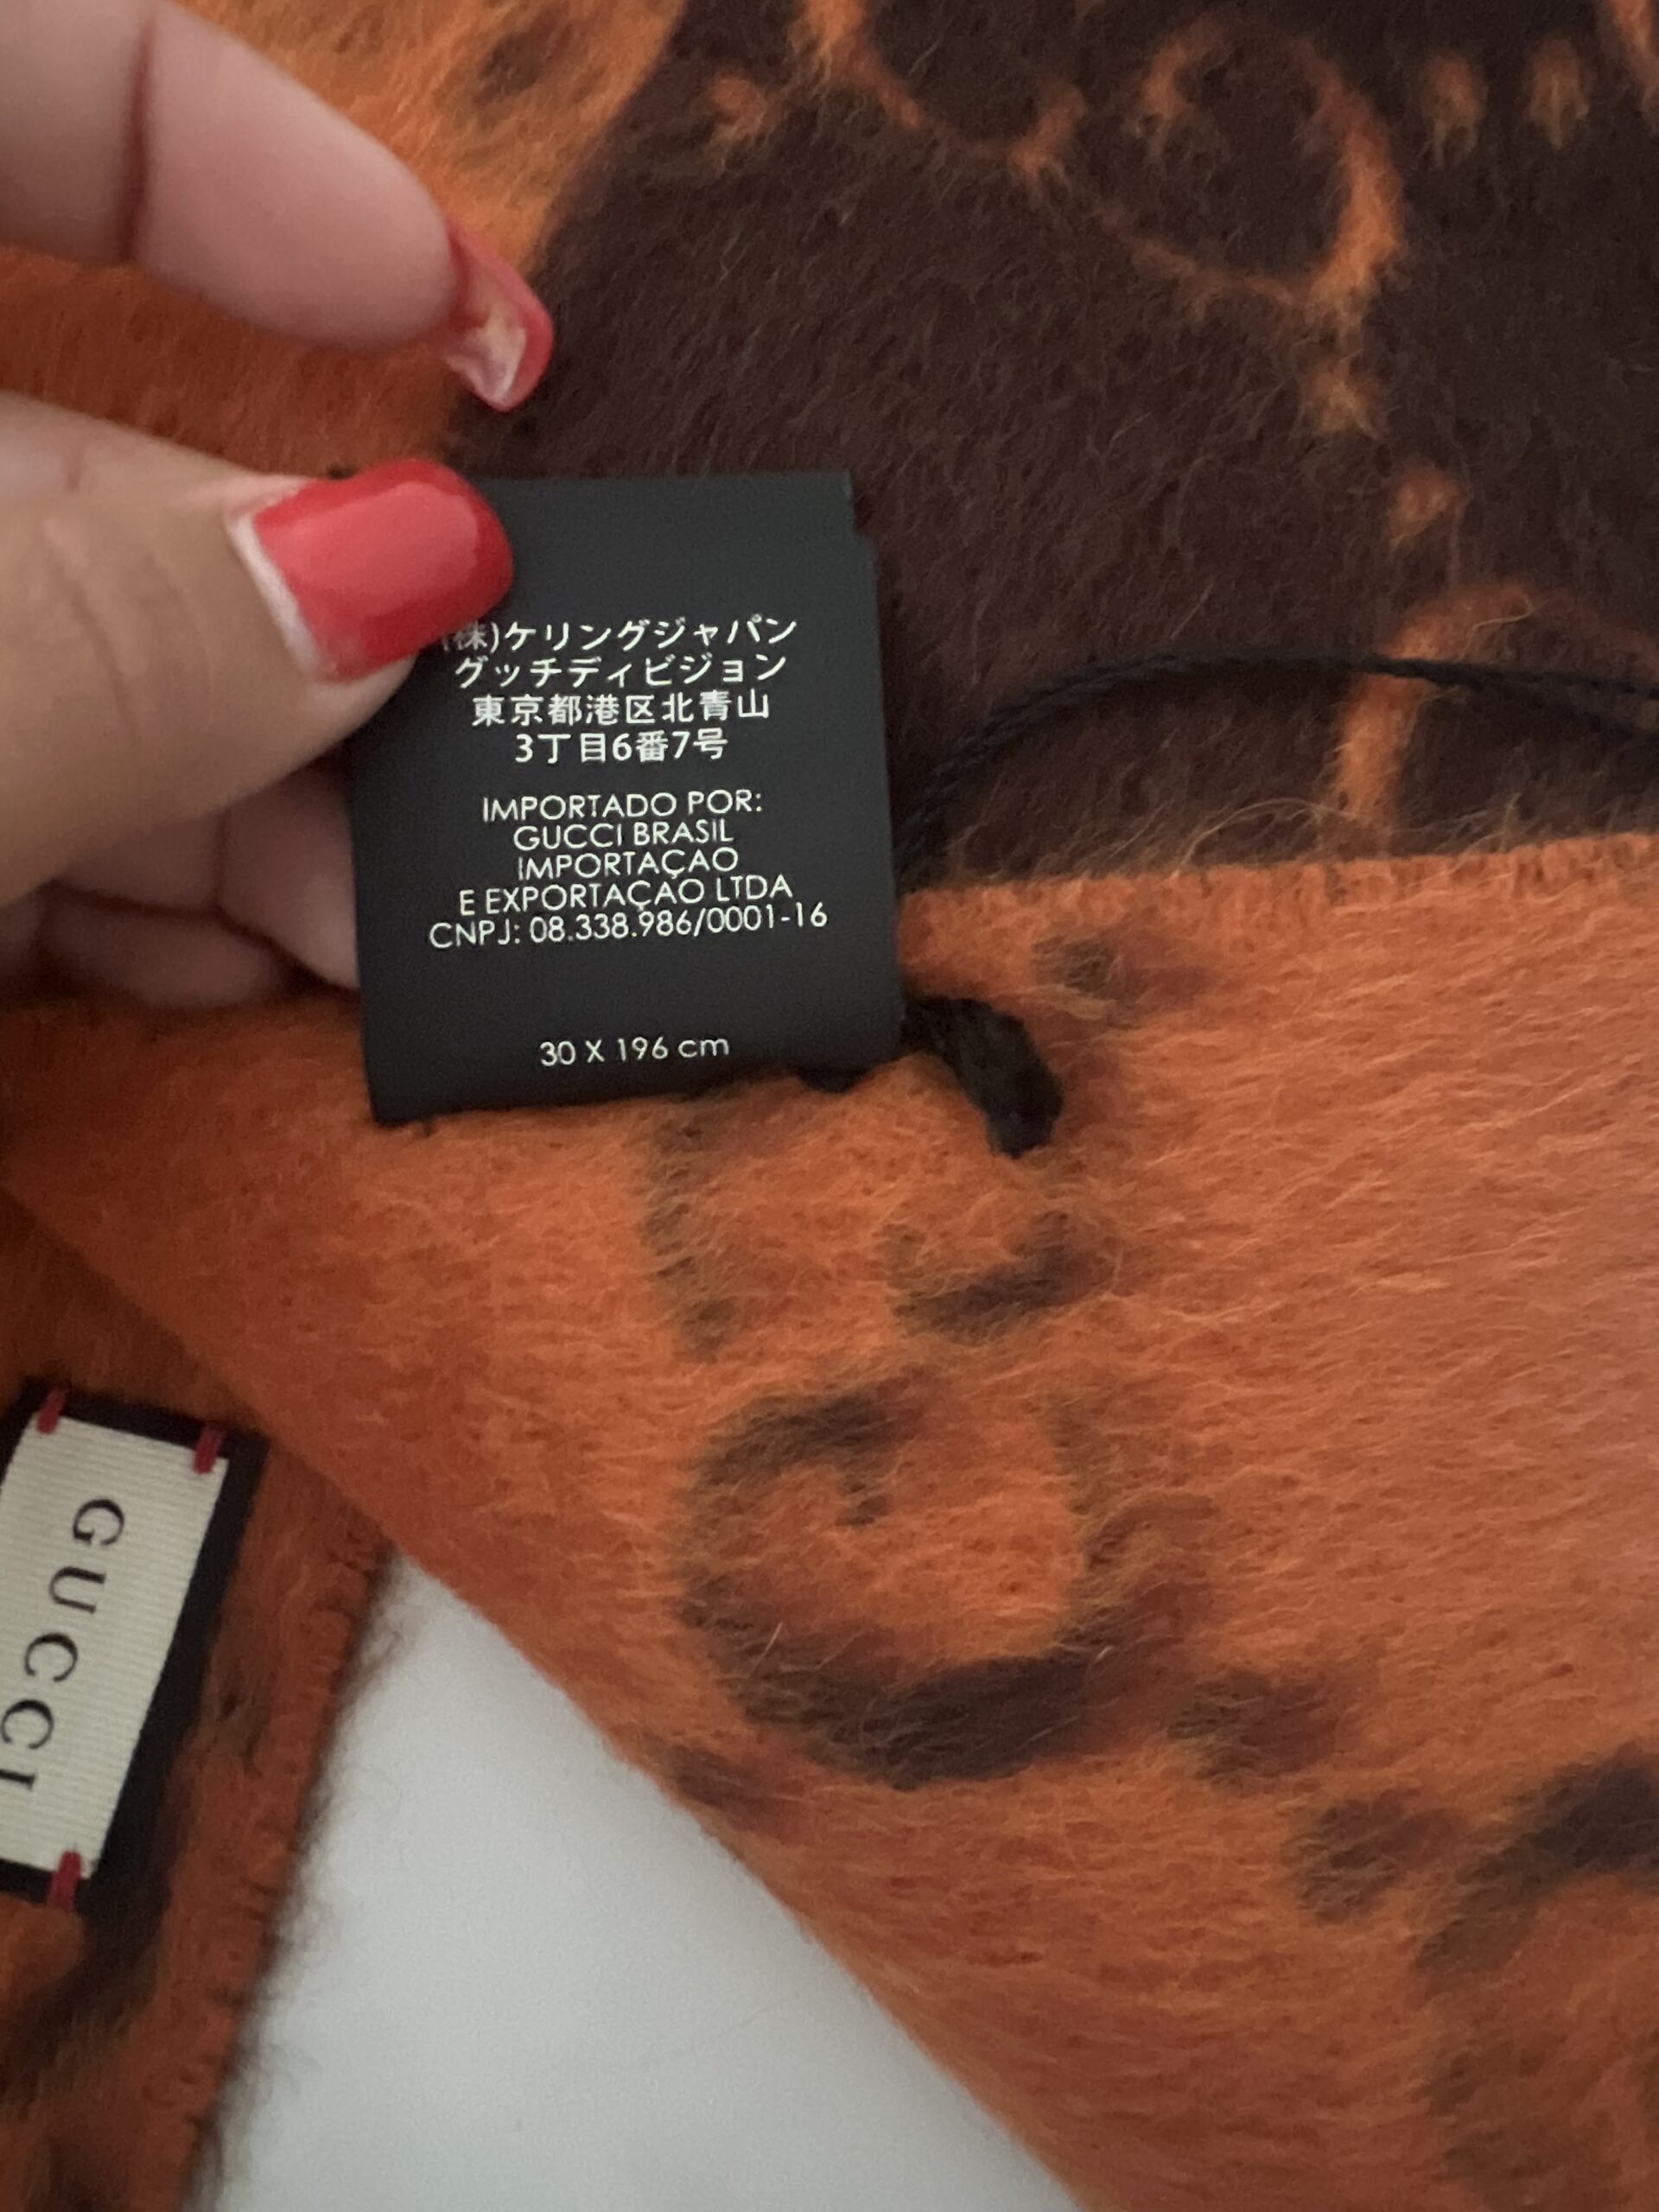 (株)ケリングジャパン
グッチディビジョン
東京都港区北青山
3丁目6番7号
IMPORTADO POR:
GUCCI BRASIL
IMPORTAÇAO
E EXPORTAÇAO LTDA
CNPJ: 08.338.986/0001-16
30 X 196 cm
GUCCI